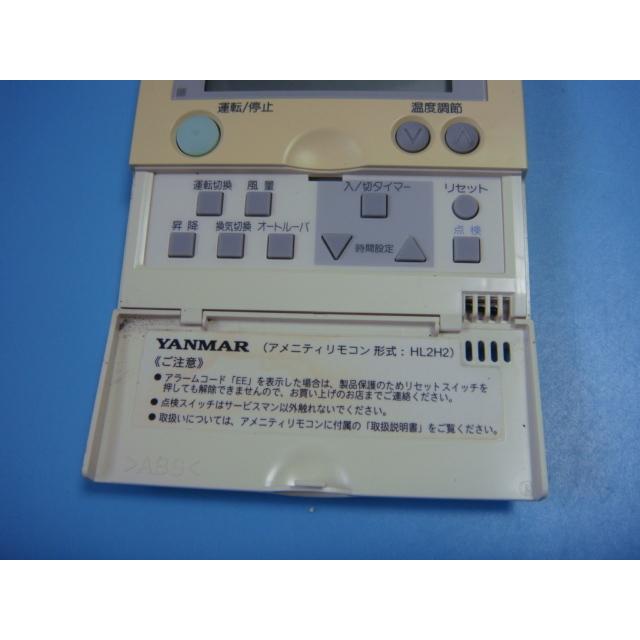 運転/停止 温度調節
運転切換 風量 入/切タイマー リセット
昇降 換気切換 オートルーバ 時間設定 点検
YANMAR (アメニティリモコン 形式:HL2H2)
《ご注意》
●アラームコード「EE」を表示した場合は、製品保護のためリセットスイッチを
押しても解除できませんので、お買い上げのお店までご連絡ください。
●点検スイッチはサービスマン以外触れないでください。
●取扱いについては、アメニティリモコンに付属の「取扱説明書」をご覧ください。
>ABS<